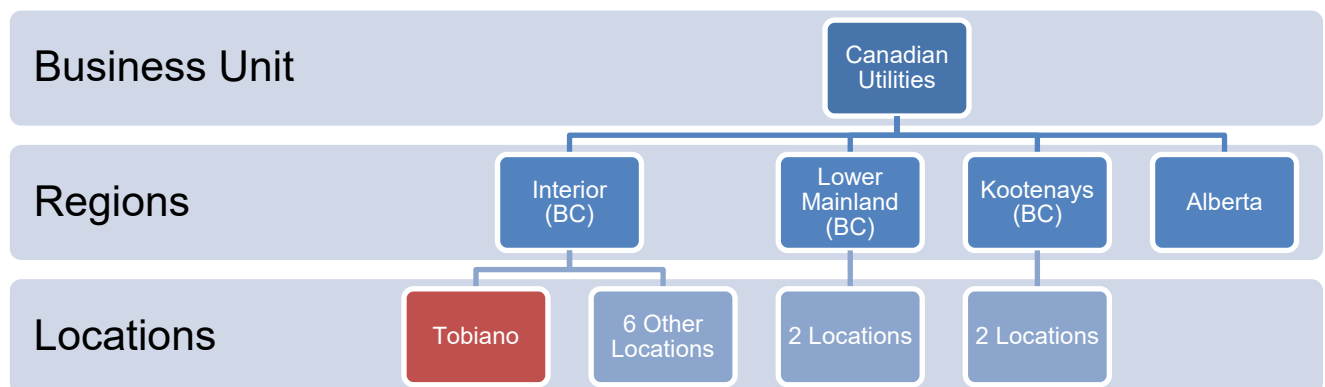 Business Unit
Canadian
Utilities
Regions
Interior
(BC)
Lower
Mainland
(BC)
Kootenays
(BC)
Alberta
Locations
Tobiano
6 Other
Locations
2 Locations
2 Locations